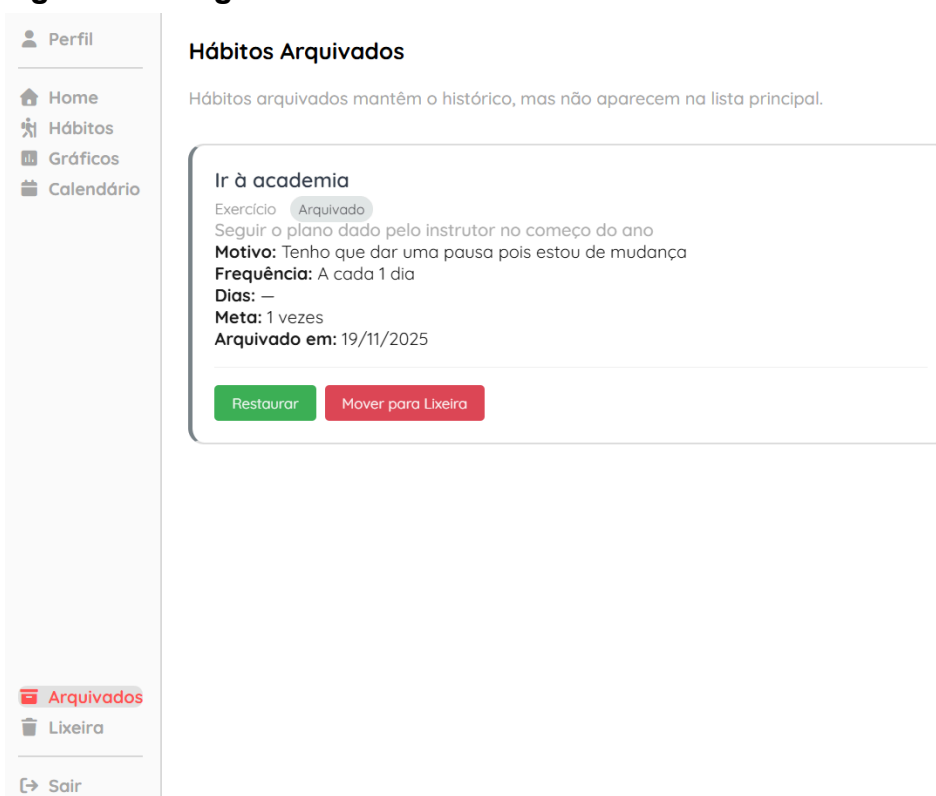 Perfil
Home
Hábitos
Gráficos
Calendário
Arquivados
Lixeira
Sair
Hábitos Arquivados
Hábitos arquivados mantêm o histórico, mas não aparecem na lista principal.
Ir à academia
Exercício Arquivado
Seguir o plano dado pelo instrutor no começo do ano
Motivo: Tenho que dar uma pausa pois estou de mudança
Frequência: A cada 1 dia
Dias: —
Meta: 1 vezes
Arquivado em: 19/11/2025
Restaurar Mover para Lixeira